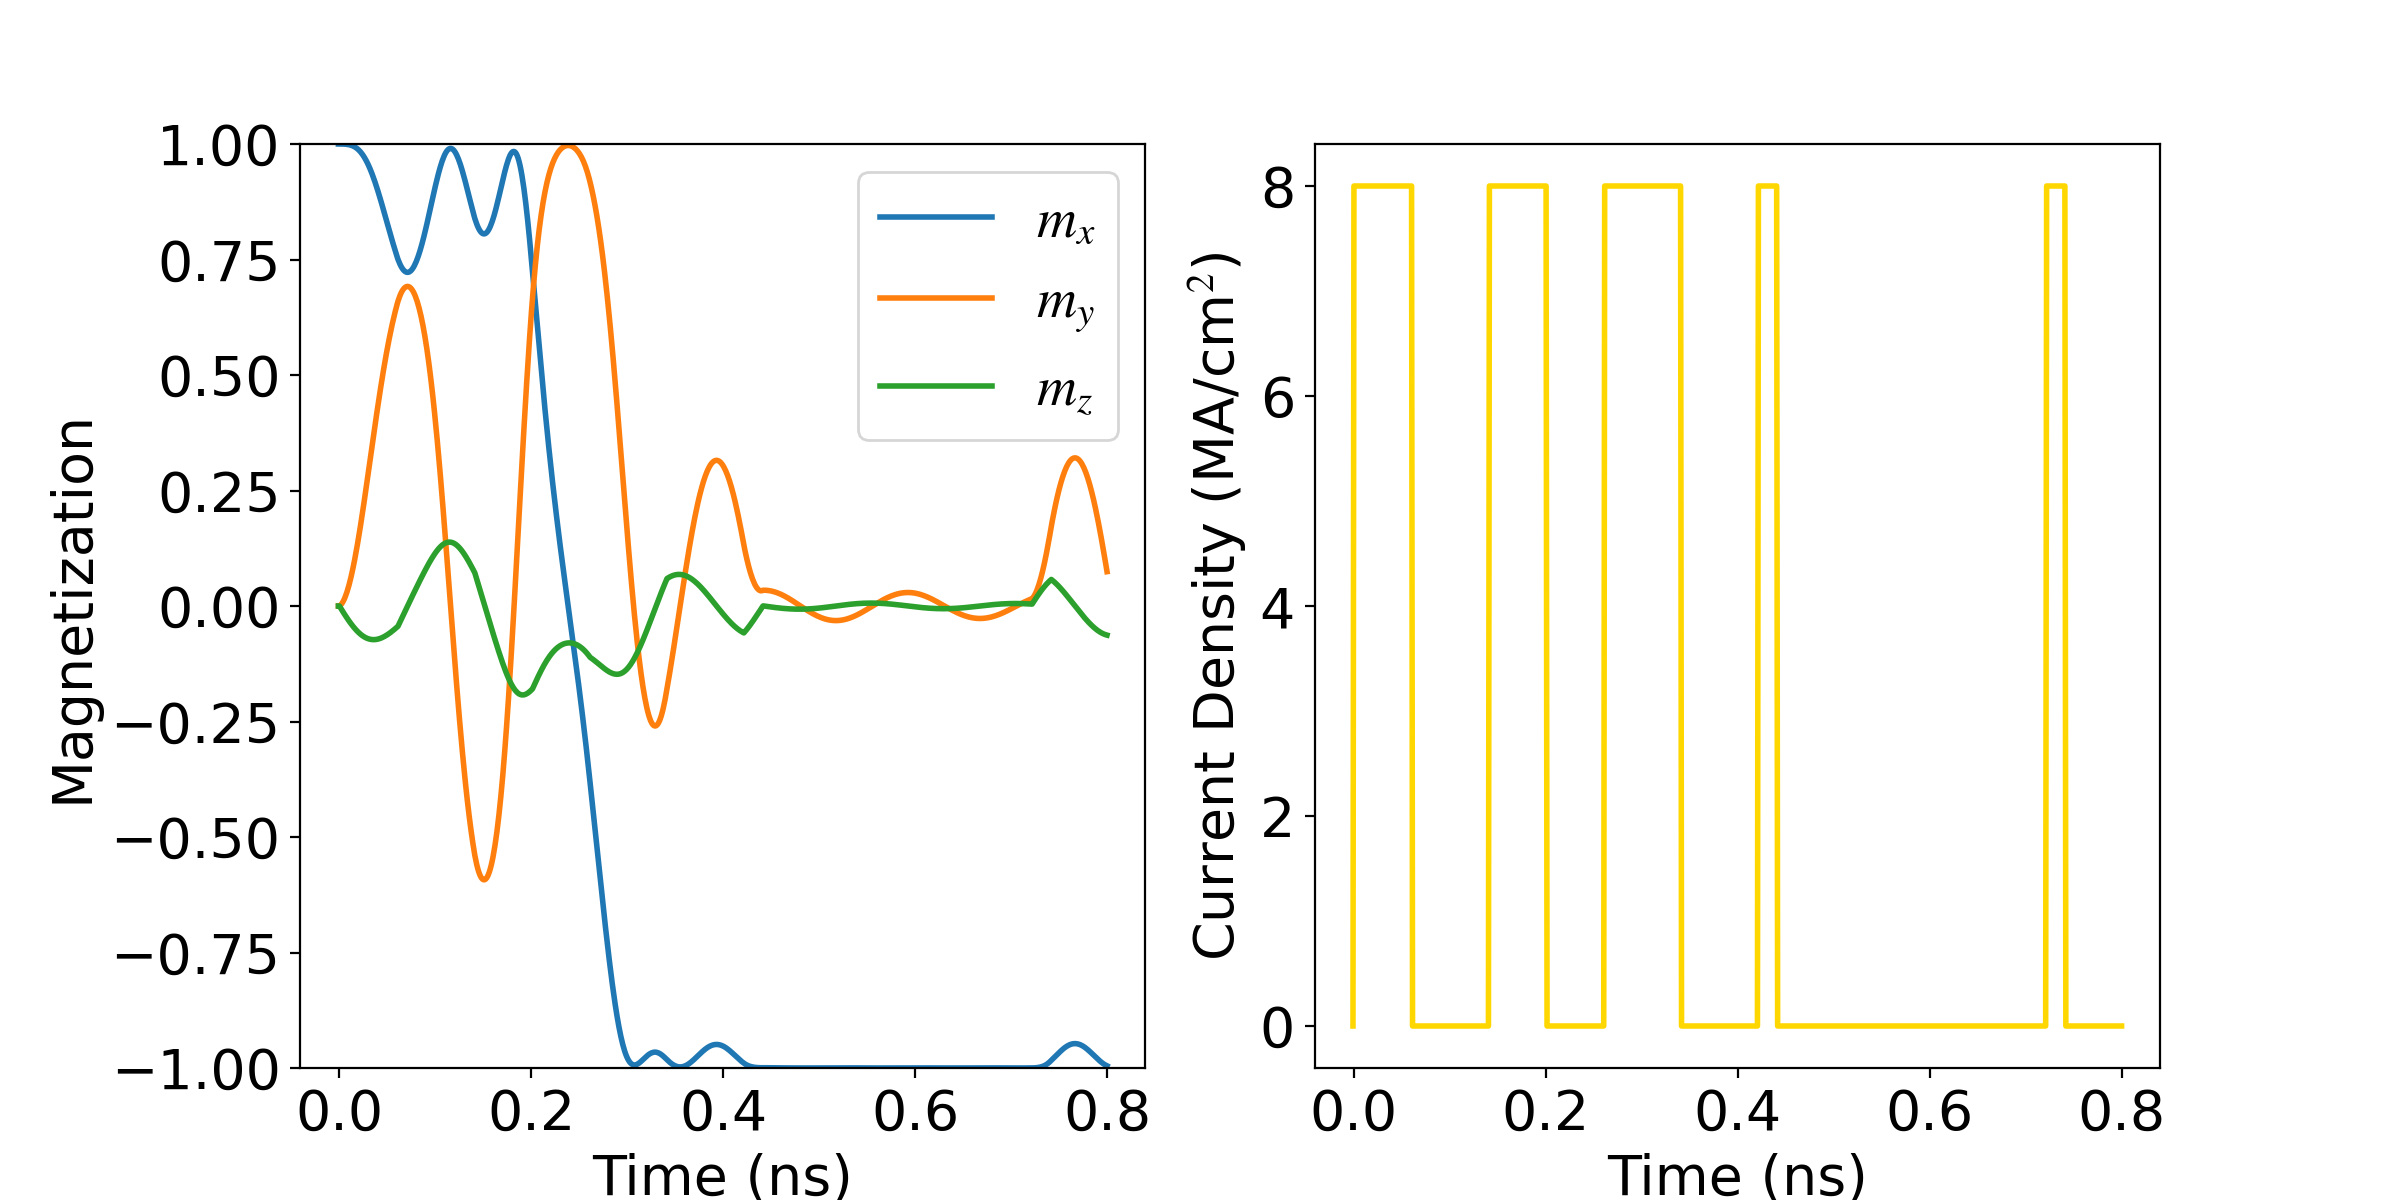 Magnetization
1.00
0.75
0.50
0.25
0.00
−0.25
−0.50
−0.75
−1.00
0.0 0.2 0.4 0.6 0.8
Time (ns)
m_x
m_y
m_z
Current Density (MA/cm²)
8
6
4
2
0
0.0 0.2 0.4 0.6 0.8
Time (ns)